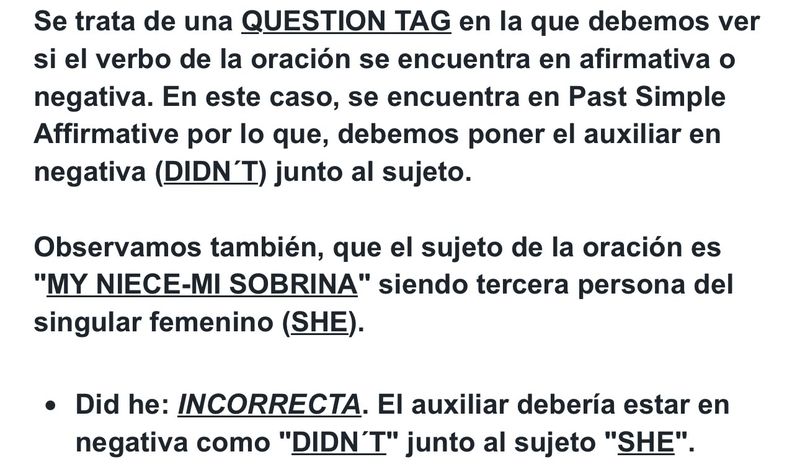 Se trata de una QUESTION TAG en la que debemos ver
si el verbo de la oración se encuentra en afirmativa o
negativa. En este caso, se encuentra en Past Simple
Affirmative por lo que, debemos poner el auxiliar en
negativa (DIDN´T) junto al sujeto.
Observamos también, que el sujeto de la oración es
"MY NIECE-MI SOBRINA" siendo tercera persona del
singular femenino (SHE).
• Did he: INCORRECTA. El auxiliar debería estar en
negativa como "DIDN´T" junto al sujeto "SHE".